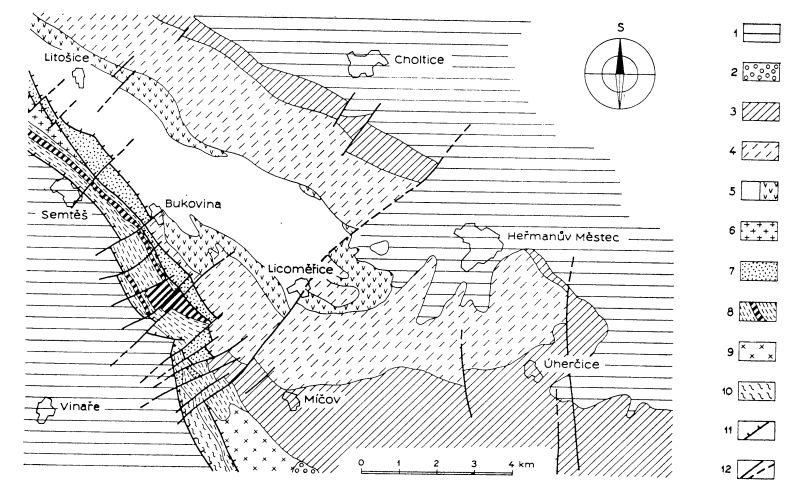 S
Litošice
Choltice
Semtěš
Bukovina
Heřmanův Městec
Licoměřice
Úherčice
Míčov
Vinaře
0 1 2 3 4 km
1
2
3
4
5
6
7
8
9
10
11
12